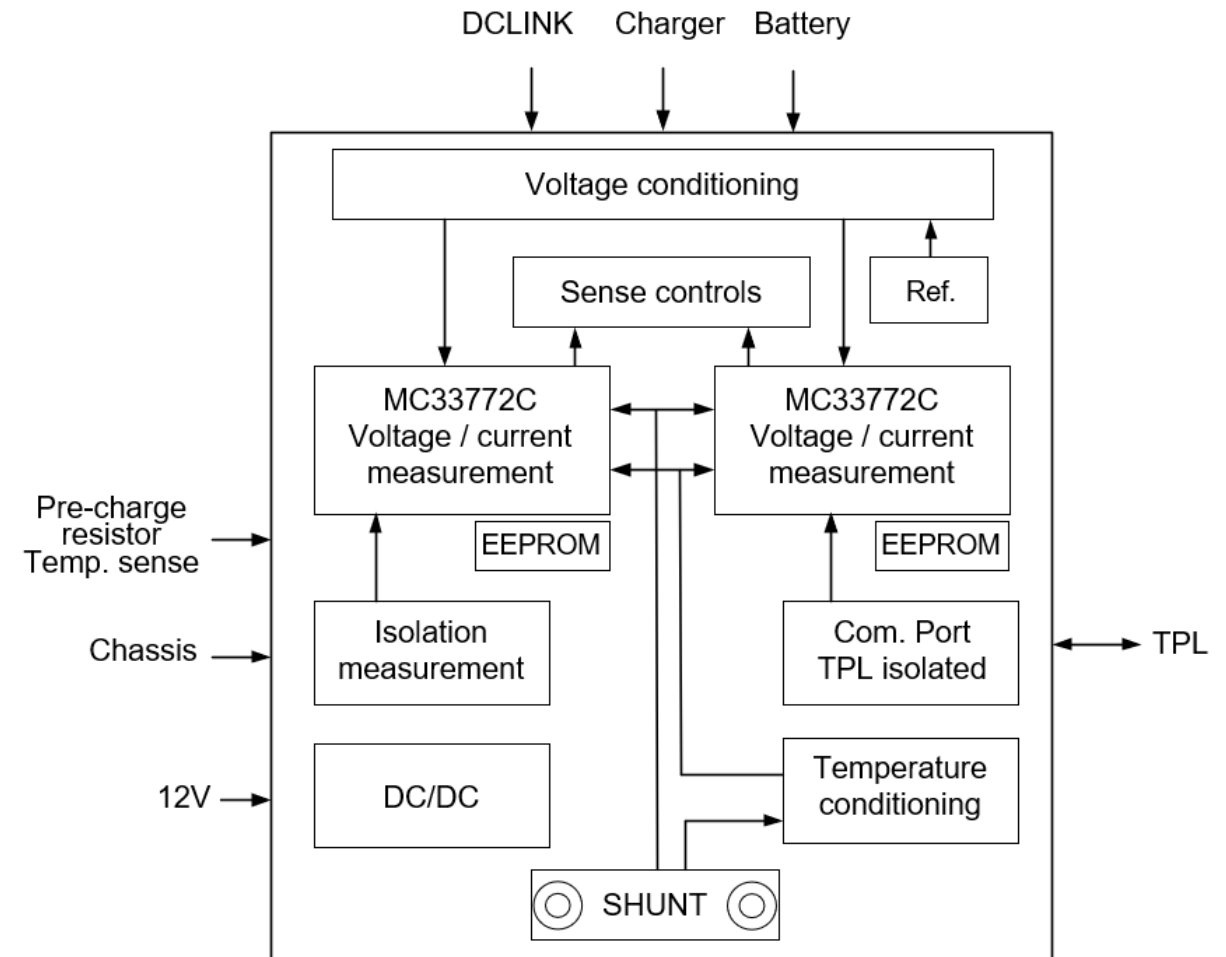 DCLINK Charger Battery
Voltage conditioning
Sense controls
Ref.
MC33772C
Voltage / current
measurement
MC33772C
Voltage / current
measurement
Pre-charge
resistor
Temp. sense
EEPROM
EEPROM
Isolation
measurement
Com. Port
TPL isolated
Chassis
TPL
12V
DC/DC
Temperature
conditioning
SHUNT